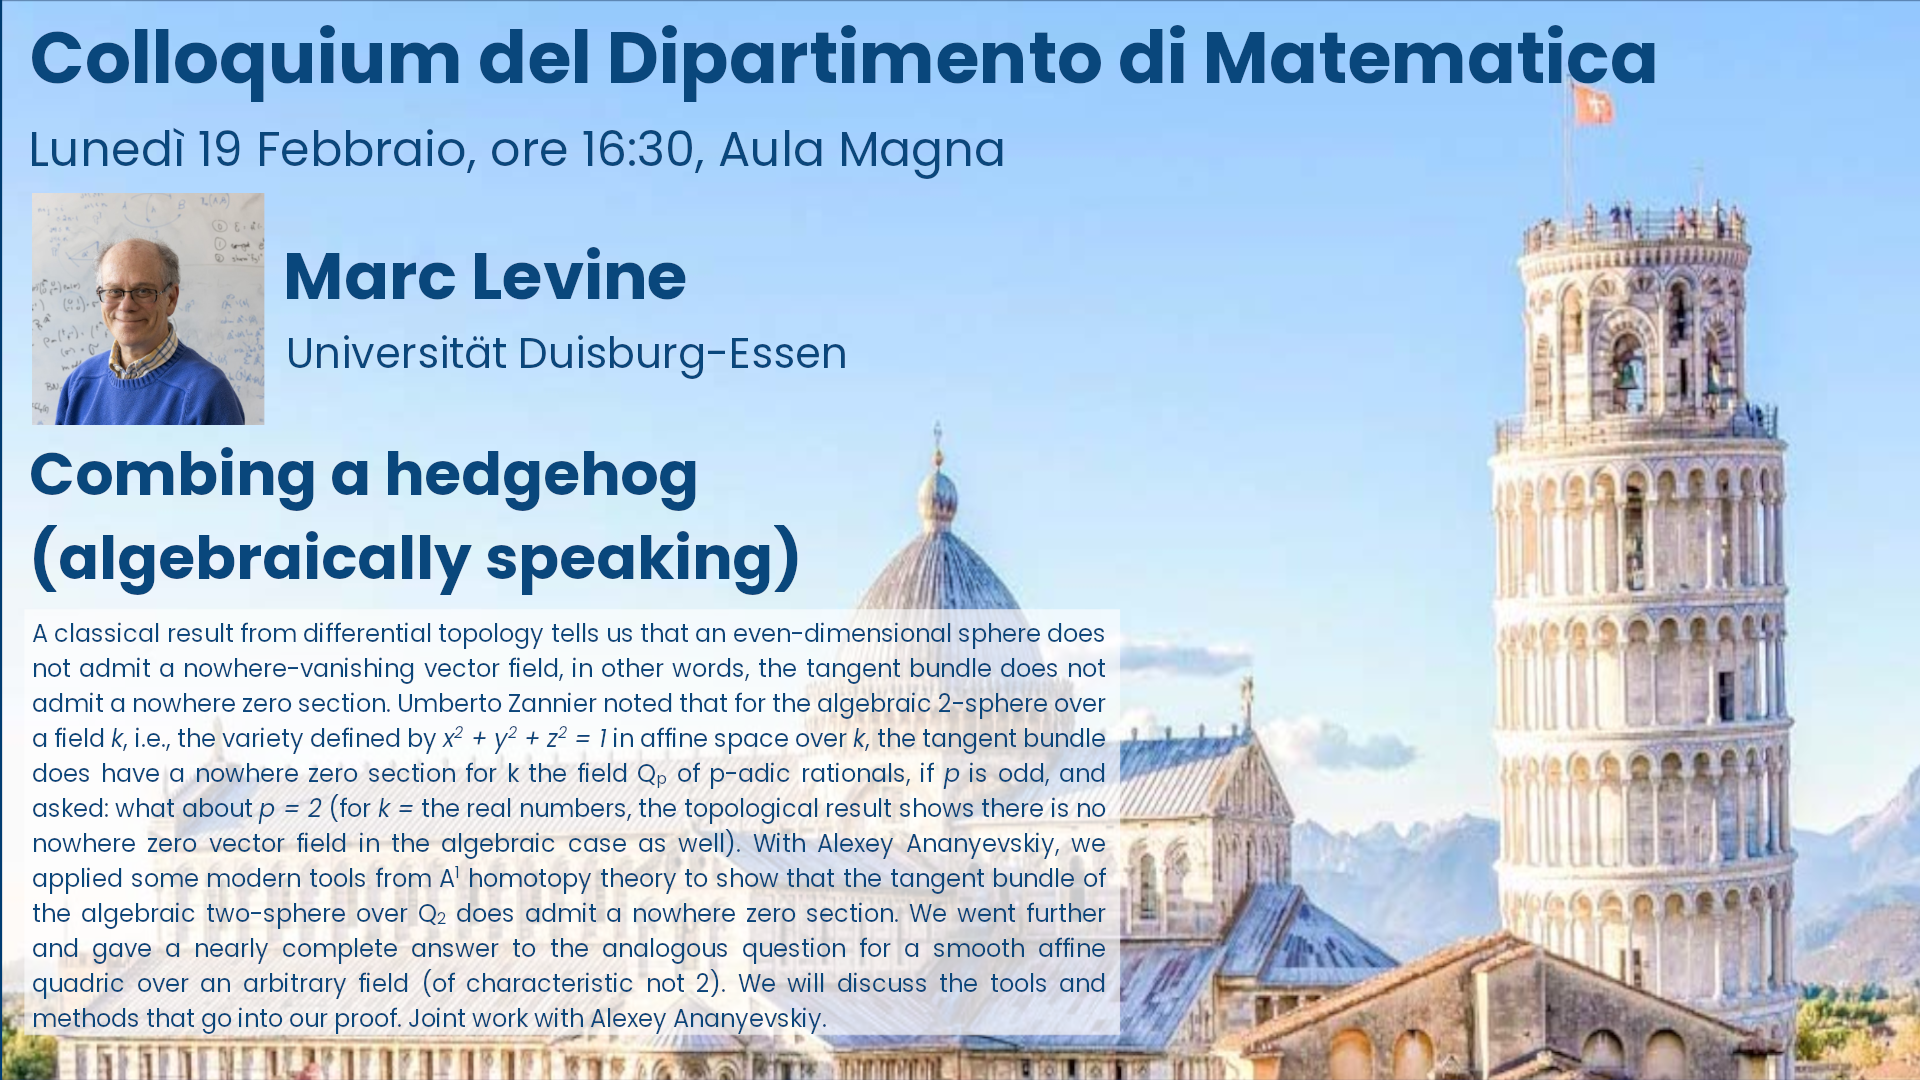 Colloquium del Dipartimento di Matematica
Lunedì 19 Febbraio, ore 16:30, Aula Magna
Marc Levine
Universität Duisburg-Essen
Combing a hedgehog
(algebraically speaking)
A classical result from differential topology tells us that an even-dimensional sphere does
not admit a nowhere-vanishing vector field, in other words, the tangent bundle does not
admit a nowhere zero section. Umberto Zannier noted that for the algebraic 2-sphere over
a field k, i.e., the variety defined by x² + y² + z² = 1 in affine space over k, the tangent bundle
does have a nowhere zero section for k the field Qₚ of p-adic rationals, if p is odd, and
asked: what about p = 2 (for k = the real numbers, the topological result shows there is no
nowhere zero vector field in the algebraic case as well). With Alexey Ananyevskiy, we
applied some modern tools from A¹ homotopy theory to show that the tangent bundle of
the algebraic two-sphere over Q₂ does admit a nowhere zero section. We went further
and gave a nearly complete answer to the analogous question for a smooth affine
quadric over an arbitrary field (of characteristic not 2). We will discuss the tools and
methods that go into our proof. Joint work with Alexey Ananyevskiy.